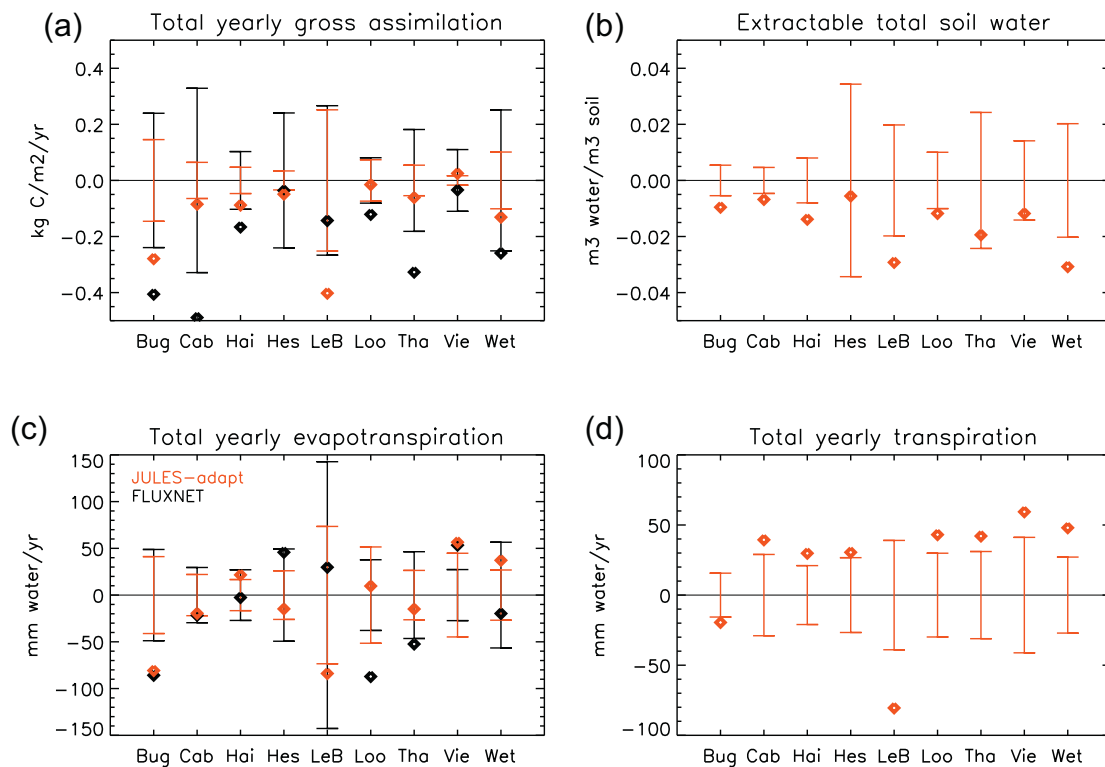 (a) Total yearly gross assimilation
kg C/m2/yr
0.4
0.2
0.0
−0.2
−0.4
Bug Cab Hai Hes LeB Loo Tha Vie Wet
(b) Extractable total soil water
m3 water/m3 soil
0.04
0.02
0.00
−0.02
−0.04
Bug Cab Hai Hes LeB Loo Tha Vie Wet
(c) Total yearly evapotranspiration
JULES−adapt
FLUXNET
mm water/yr
150
100
50
0
−50
−100
−150
Bug Cab Hai Hes LeB Loo Tha Vie Wet
(d) Total yearly transpiration
mm water/yr
100
50
0
−50
−100
Bug Cab Hai Hes LeB Loo Tha Vie Wet